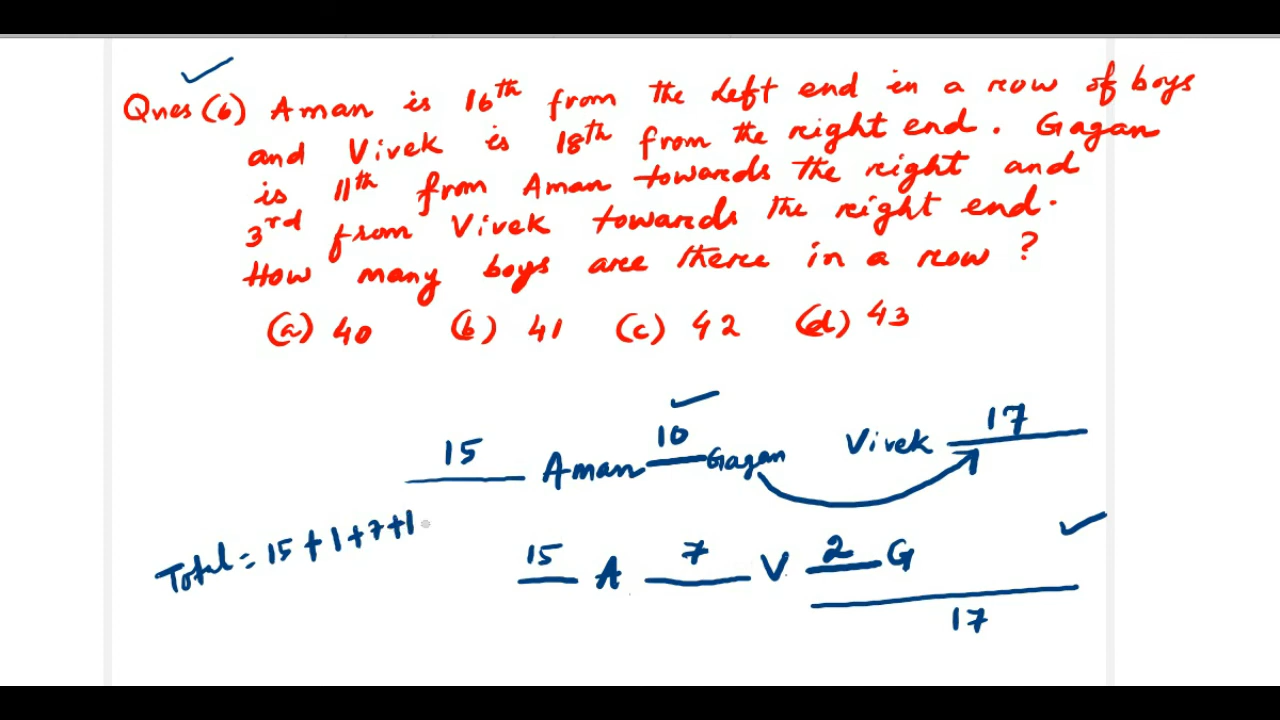 Ques (6) Aman is 16th from the left end in a row of boys
and Vivek is 18th from the right end. Gagan
is 11th from Aman towards the right and
3rd from Vivek towards the right end.
How many boys are there in a row ?
(a) 40 (b) 41 (c) 42 (d) 43
15 Aman 10 Gagan Vivek 17
Total = 15 + 1 + 7 + 1
15 A 7 V 2 G
17